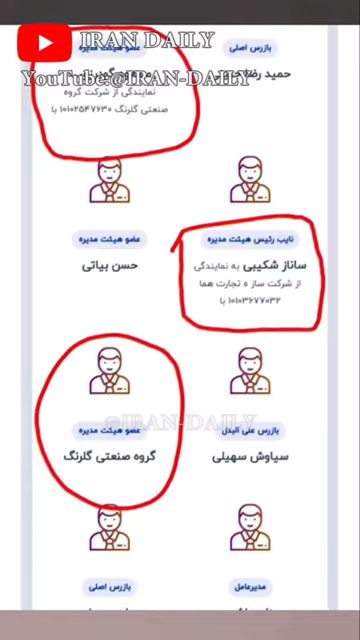 IRAN DAILY
YouTube:@IRAN-DAILY
بازرس اصلی
عضو هیئت مدیره
حمید رضا
نمایندگی از شرکت گروه
صنعتی گلرنگ ۱۰۱۰۲۵۴۷۶۳۰ با
نایب رئیس هیئت مدیره
ساناز شکیبی به نمایندگی
از شرکت ساز ه تجارت هما
۱۰۱۰۳۶۷۷۰۳۲ با
عضو هیئت مدیره
حسن بیاتی
@IRAN-DAILY
بازرس علی البدل
سیاوش سهیلی
عضو هیئت مدیره
گروه صنعتی گلرنگ
مدیرعامل
بازرس اصلی